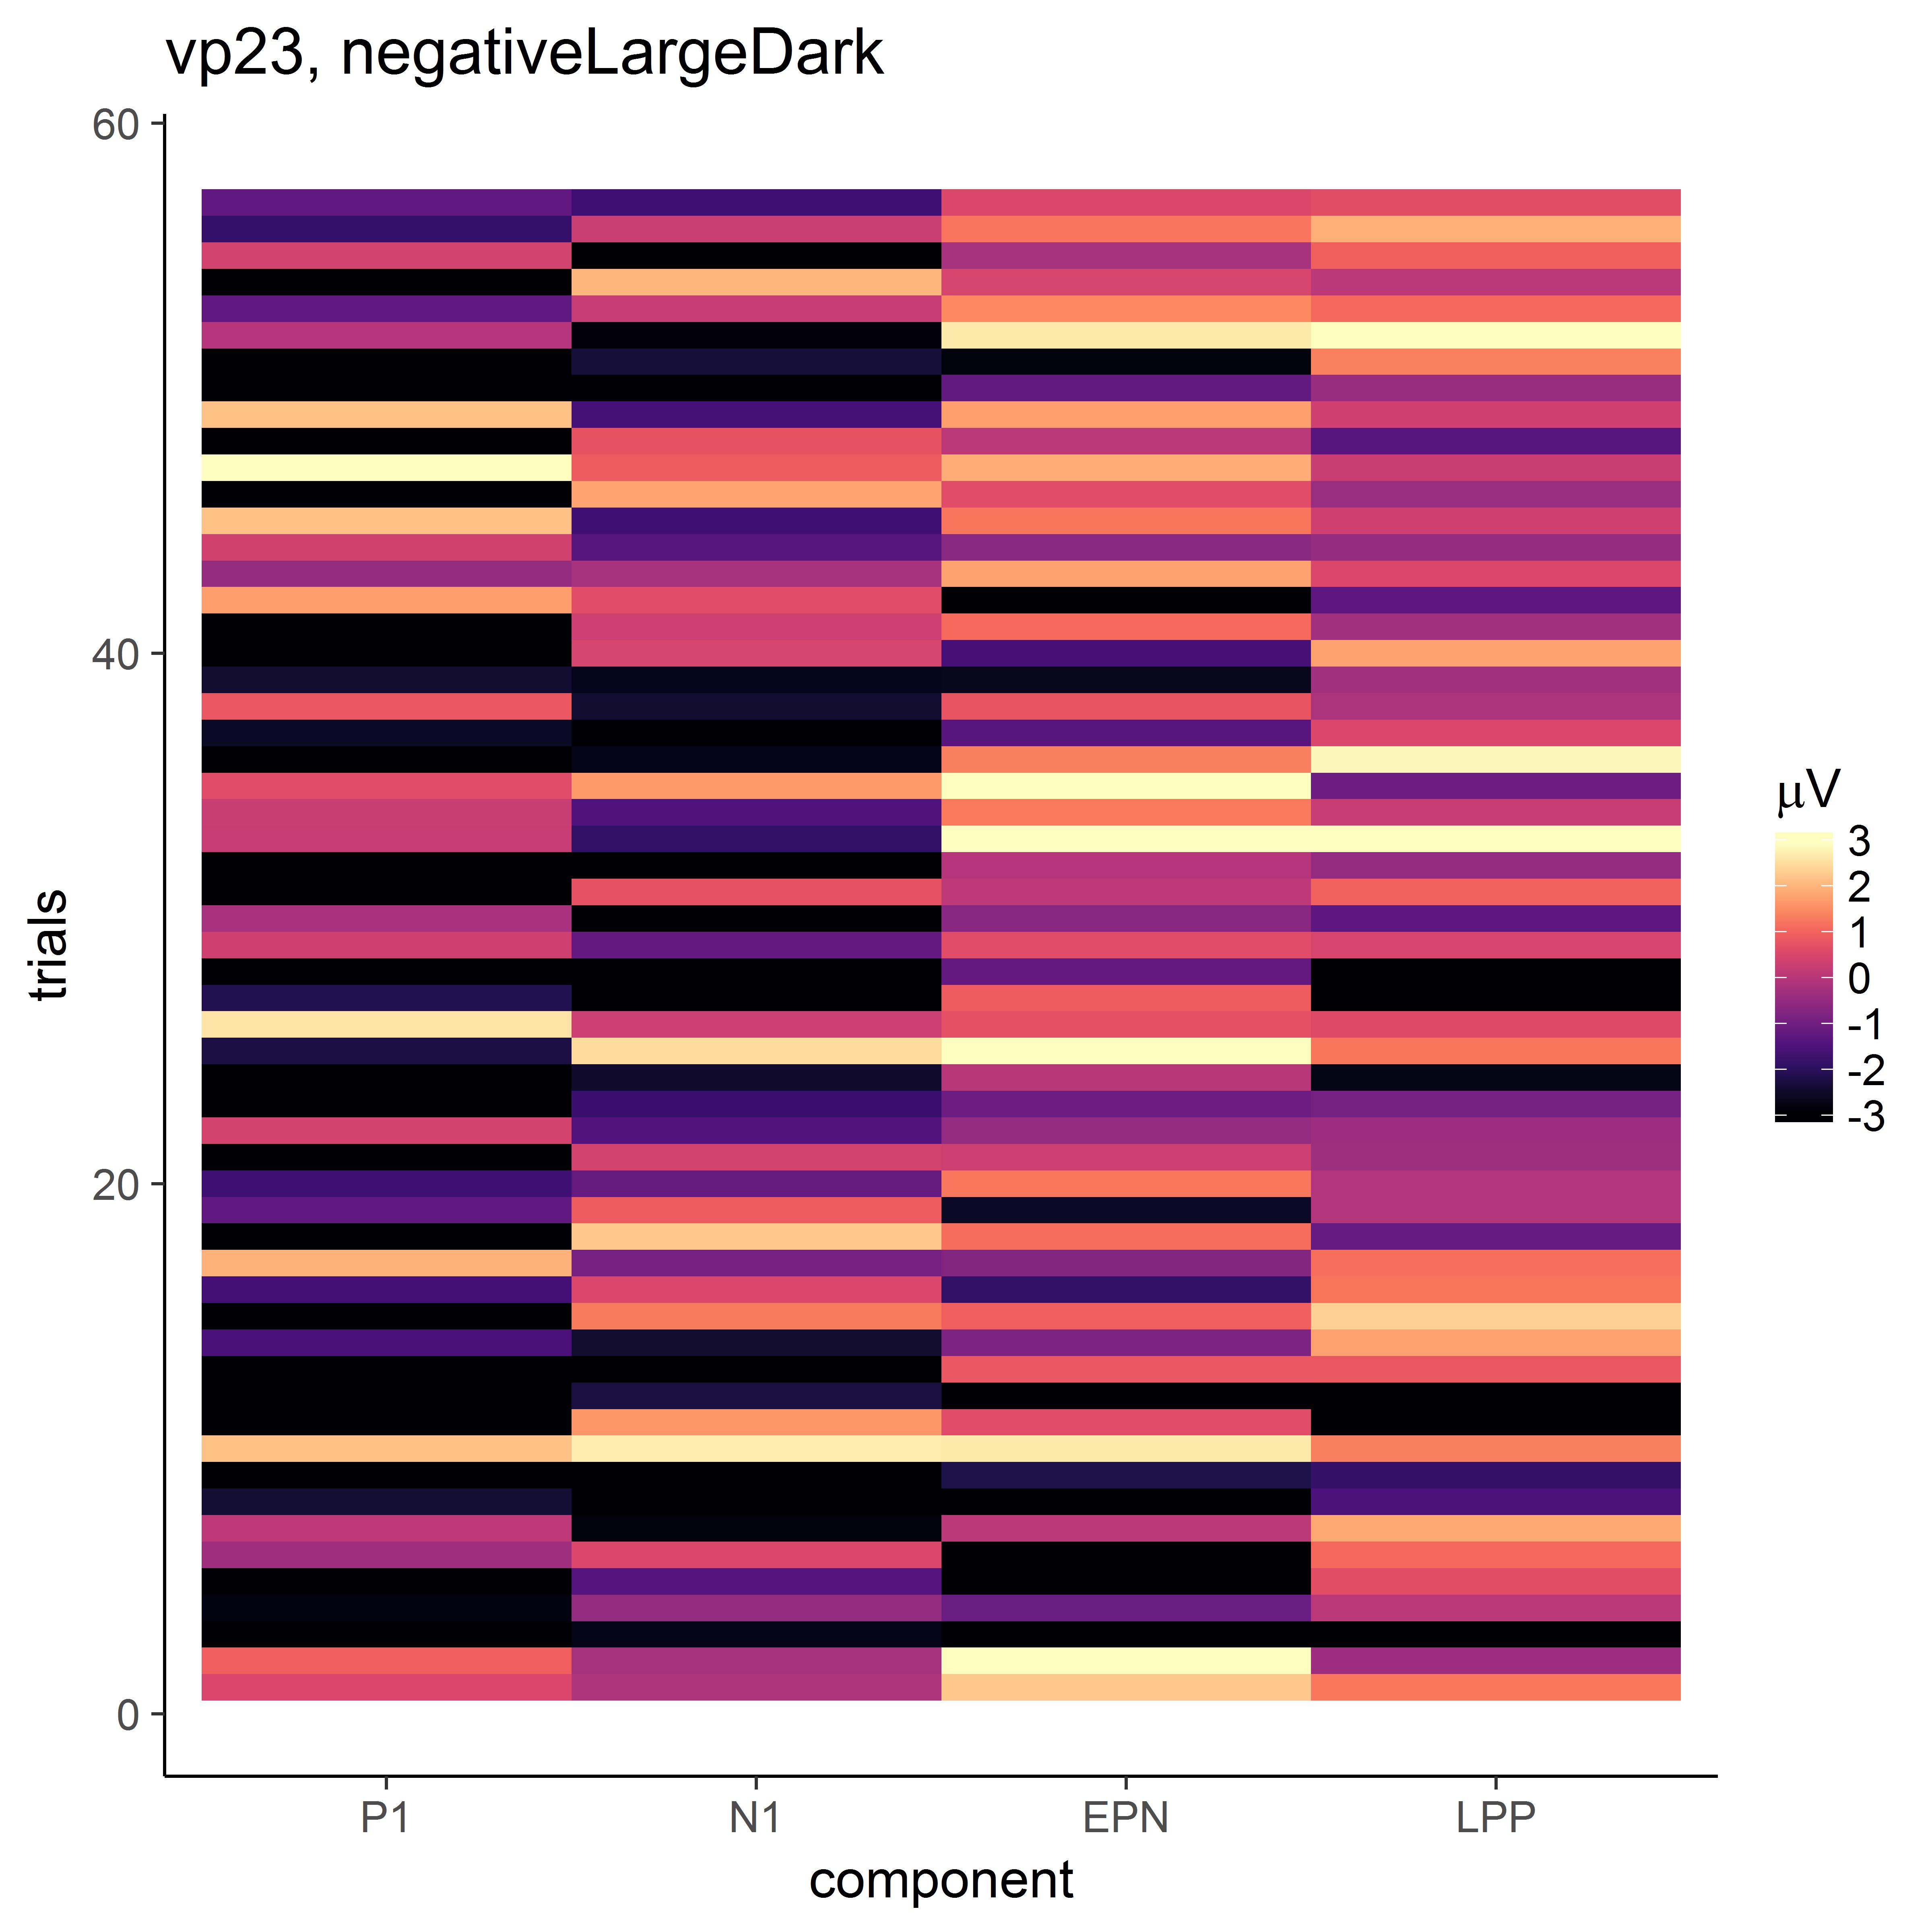 vp23, negativeLargeDark
60
40
20
0
trials
P1 N1 EPN LPP
component
μV
3
2
1
0
-1
-2
-3